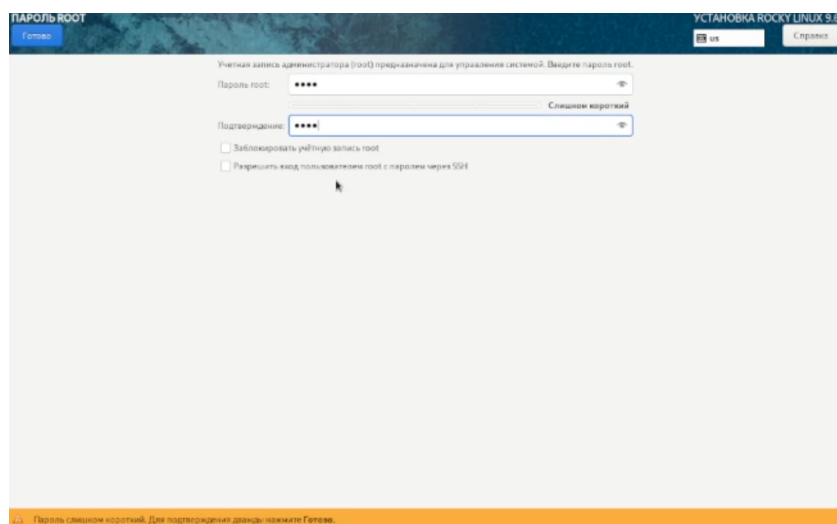 ПАРОЛЬ ROOT
УСТАНОВКА ROCKY LINUX 9.6
Готово
us
Справка
Учетная запись администратора (root) предназначена для управления системой. Введите пароль root.
Пароль root: ••••
Слишком короткий
Подтверждение: ••••
Заблокировать учётную запись root
Разрешить вход пользователем root с паролем через SSH
Пароль слишком короткий. Для подтверждения дважды нажмите Готово.